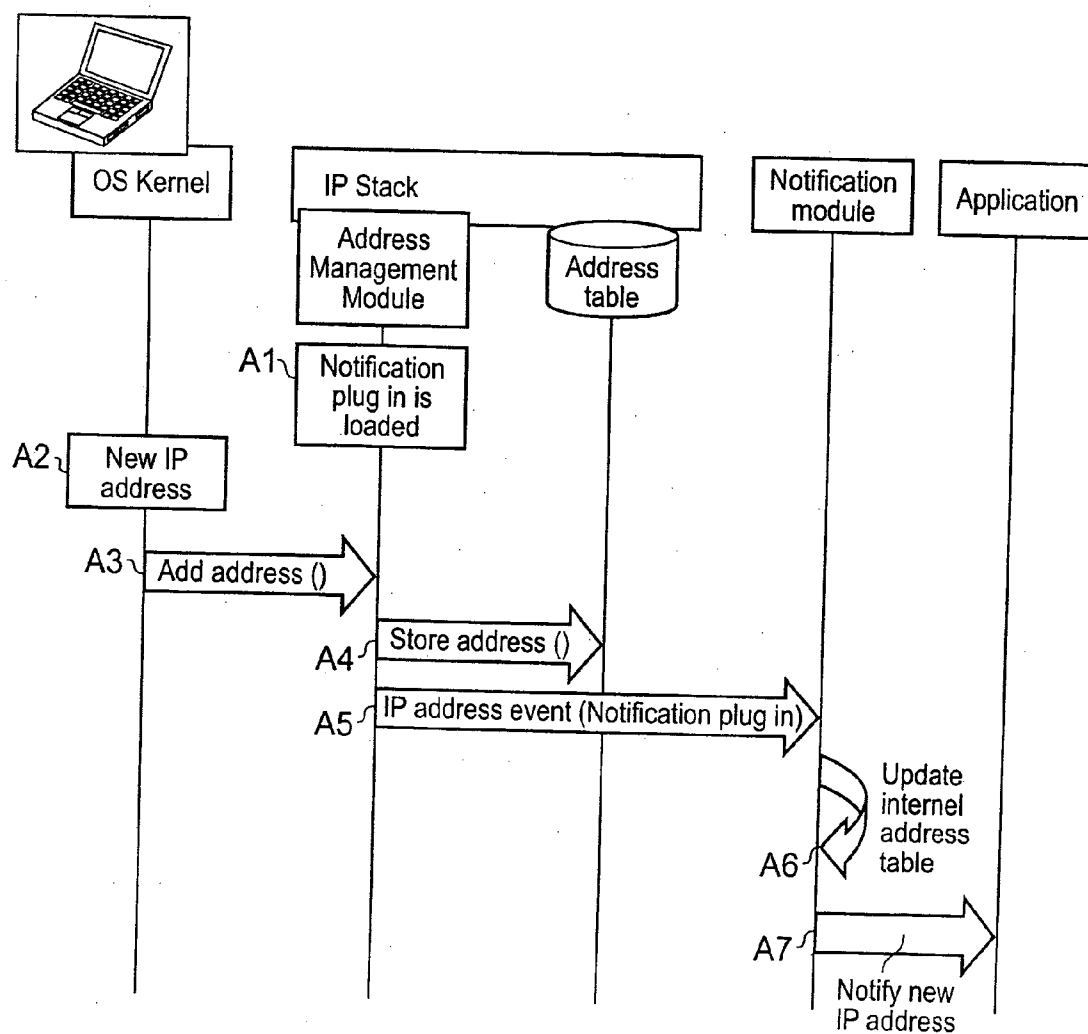 OS Kernel
IP Stack
Notification
module
Application
Address
Management
Module
Address
table
A1
Notification
plug in is
loaded
A2
New IP
address
A3
Add address ()
A4
Store address ()
A5
IP address event (Notification plug in)
A6
Update
internal
address
table
A7
Notify new
IP address